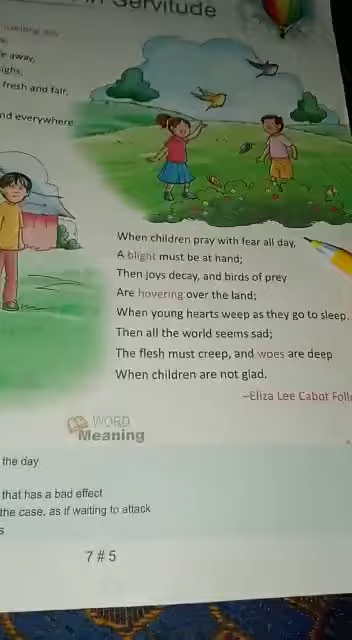 in Servitude
livelong day
s;
e away,
ighs;
fresh and fair,
nd everywhere
When children pray with fear all day,
A blight must be at hand;
Then joys decay, and birds of prey
Are hovering over the land;
When young hearts weep as they go to sleep.
Then all the world seems sad;
The flesh must creep, and woes are deep
When children are not glad.
–Eliza Lee Cabot Foll
WORD
Meaning
the day
that has a bad effect
the case, as if waiting to attack
s
7 # 5